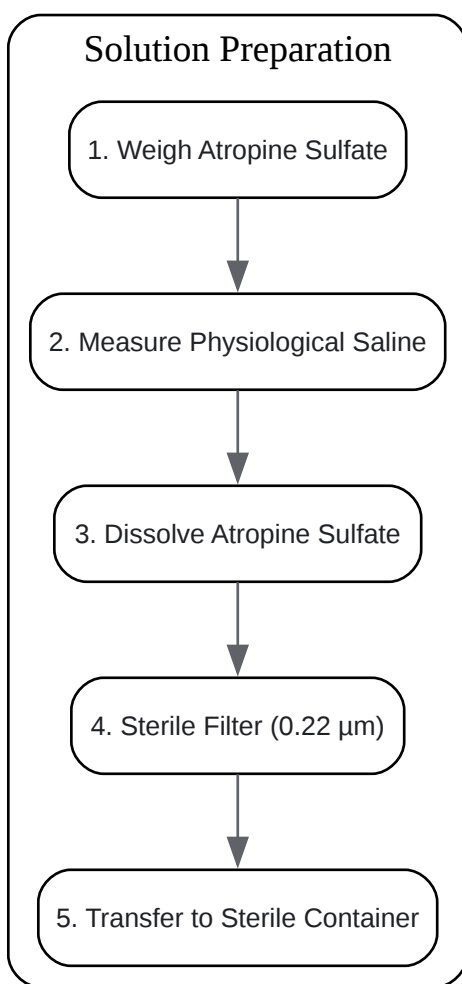 Solution Preparation
1. Weigh Atropine Sulfate
2. Measure Physiological Saline
3. Dissolve Atropine Sulfate
4. Sterile Filter (0.22 µm)
5. Transfer to Sterile Container